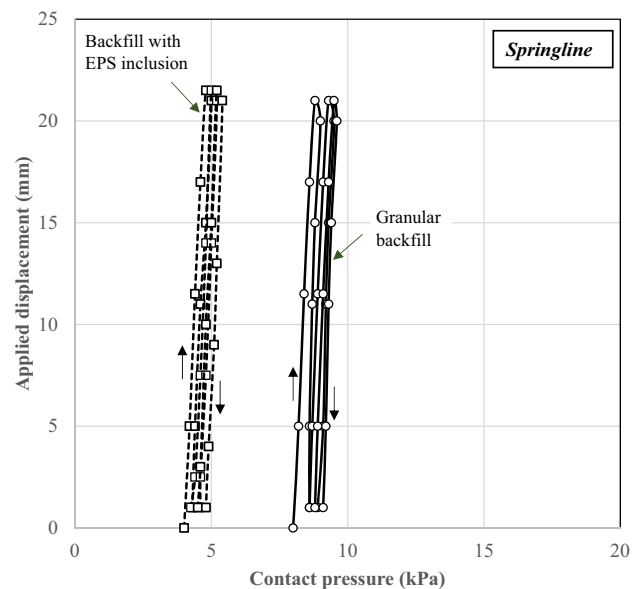 25
20
15
10
5
0
Applied displacement (mm)
Backfill with
EPS inclusion
Springline
Granular
backfill
0 5 10 15 20
Contact pressure (kPa)